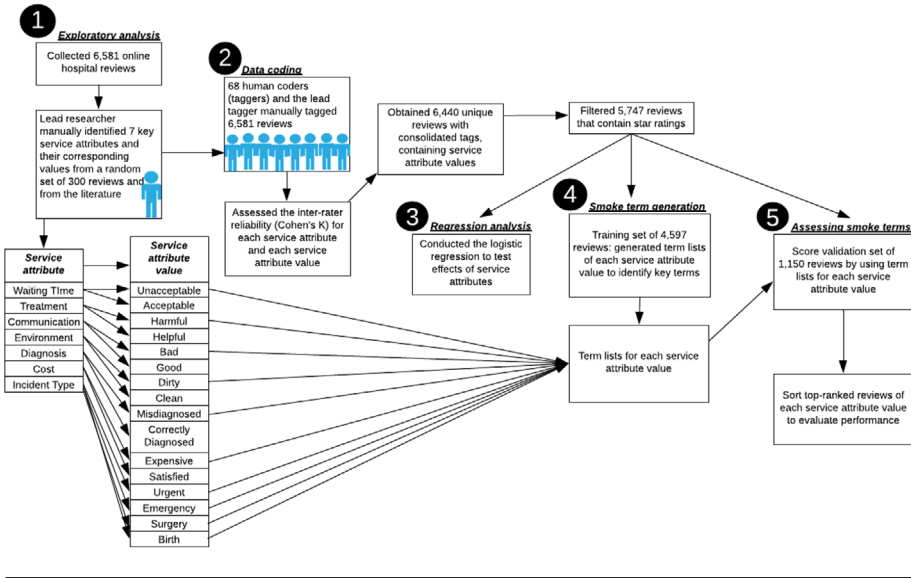 1
Exploratory analysis
Collected 6,581 online
hospital reviews
Lead researcher
manually identified 7 key
service attributes and
their corresponding
values from a random
set of 300 reviews and
from the literature
2
Data coding
68 human coders
(taggers) and the lead
tagger manually tagged
6,581 reviews
Assessed the inter-rater
reliability (Cohen's K) for
each service attribute
and each service
attribute value
Obtained 6,440 unique
reviews with
consolidated tags,
containing service
attribute values
Filtered 5,747 reviews
that contain star ratings
3
Regression analysis
Conducted the logistic
regression to test
effects of service
attributes
4
Smoke term generation
Training set of 4,597
reviews: generated term lists
of each service attribute
value to identify key terms
Term lists for each service
attribute value
5
Assessing smoke terms
Score validation set of
1,150 reviews by using term
lists for each service
attribute value
Sort top-ranked reviews of
each service attribute value
to evaluate performance
Service
attribute
Waiting TIme
Treatment
Communication
Environment
Diagnosis
Cost
Incident Type
Service
attribute
value
Unacceptable
Acceptable
Harmful
Helpful
Bad
Good
Dirty
Clean
Misdiagnosed
Correctly
Diagnosed
Expensive
Satisfied
Urgent
Emergency
Surgery
Birth